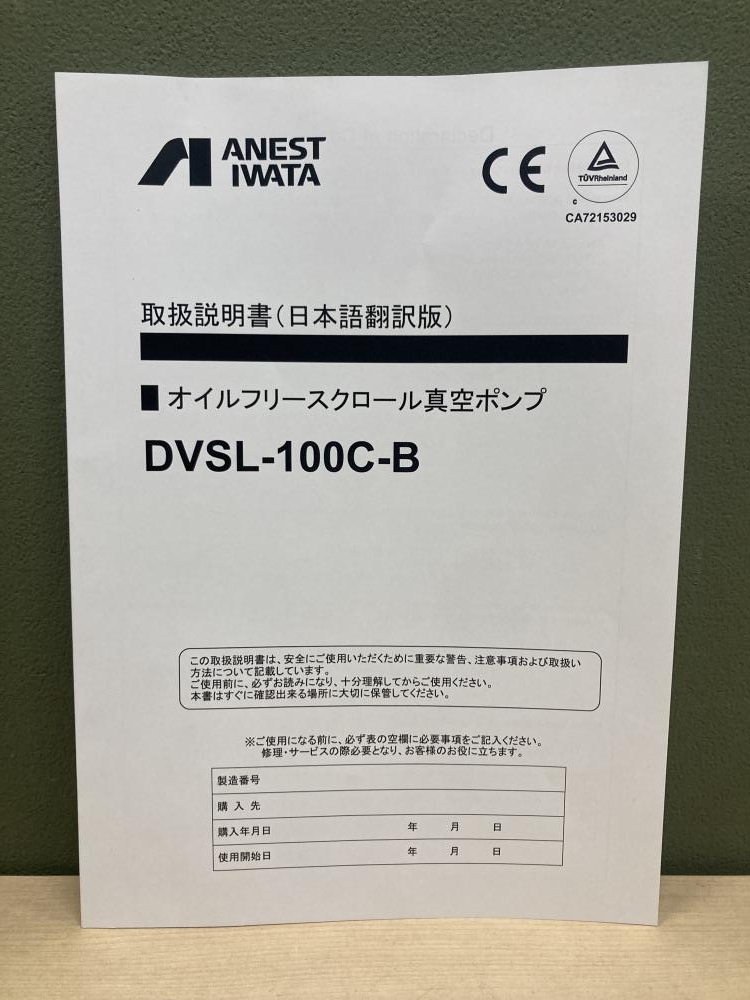 ANEST
IWATA
CE
TÜVRheinland
c
CA72153029
取扱説明書(日本語翻訳版)
■オイルフリースクロール真空ポンプ
DVSL-100C-B
この取扱説明書は、安全にご使用いただくために重要な警告、注意事項および取扱い
方法について記載しています。
ご使用前に、必ずお読みになり、十分理解してからご使用ください。
本書はすぐに確認出来る場所に大切に保管してください。
※ご使用になる前に、必ず表の空欄に必要事項をご記入ください。
修理・サービスの際必要となり、お客様のお役に立ちます。
製造番号
購入先
購入年月日 年 月 日
使用開始日 年 月 日